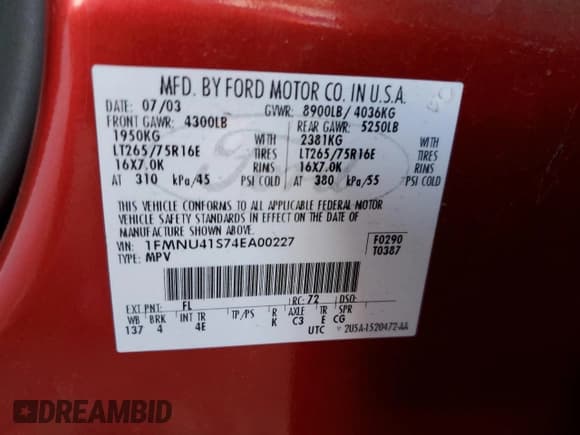 MFD. BY FORD MOTOR CO. IN U.S.A.
DATE: 07/03 GVWR: 8900LB/ 4036KG
FRONT GAWR: 4300LB REAR GAWR: 5250LB
1950KG WITH 2381KG WITH
LT265/75R16E TIRES LT265/75R16E TIRES
16X7.0K RIMS 16X7.0K RIMS
AT 310 kPa/45 PSI COLD AT 380 kPa/55 PSI COLD
THIS VEHICLE CONFORMS TO ALL APPLICABLE FEDERAL MOTOR
VEHICLE SAFETY STANDARDS IN EFFECT ON THE DATE OF
MANUFACTURE SHOWN ABOVE.
VIN: 1FMNU41S74EA00227 F0290
TYPE: MPV T0387
EXT PNT: FL RC: 72 DSO:
WB BRK INT TR TP/PS R AXLE TR SPR
137 4 4E K C3 E CG
UTC 2U5A-1520472-AA
Ford
DREAMBID